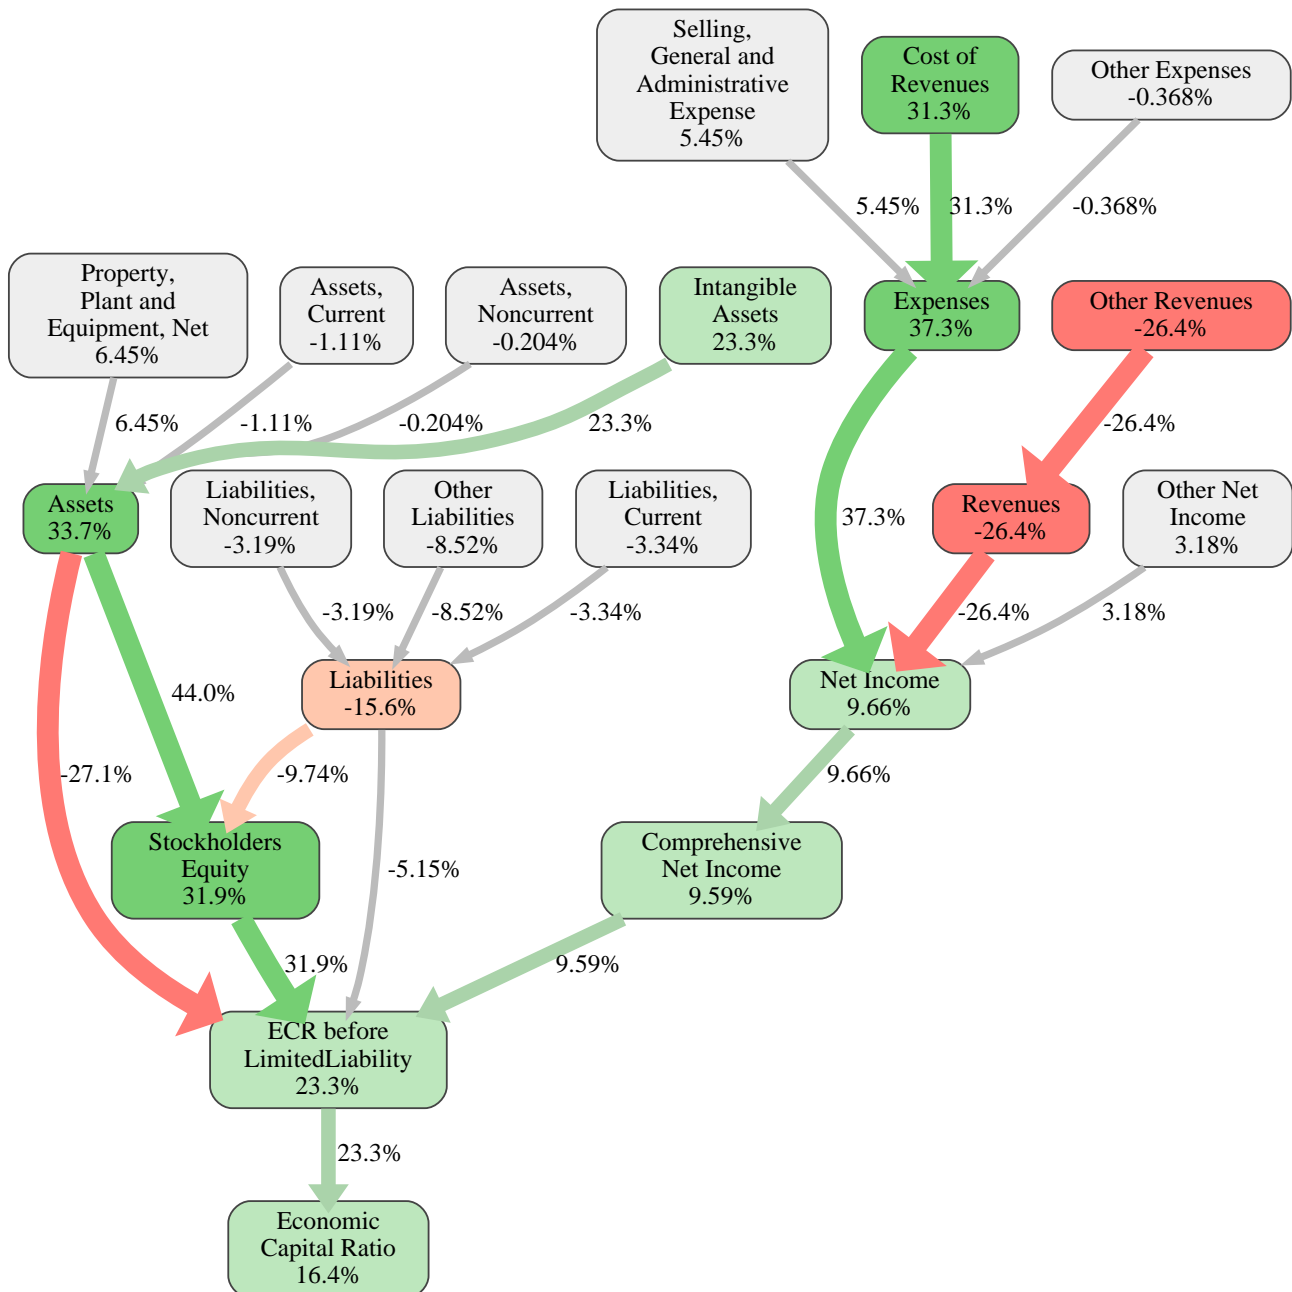 Selling,
General and
Administrative
Expense
5.45%
Cost of
Revenues
31.3%
Other Expenses
-0.368%
5.45%
31.3%
-0.368%
Property,
Plant and
Equipment, Net
6.45%
Assets,
Current
-1.11%
Assets,
Noncurrent
-0.204%
Intangible
Assets
23.3%
Expenses
37.3%
Other Revenues
-26.4%
6.45%
-1.11%
-0.204%
23.3%
-26.4%
Assets
33.7%
Liabilities,
Noncurrent
-3.19%
Other
Liabilities
-8.52%
Liabilities,
Current
-3.34%
37.3%
Revenues
-26.4%
Other Net
Income
3.18%
-3.19%
-8.52%
-3.34%
-26.4%
3.18%
Liabilities
-15.6%
Net Income
9.66%
44.0%
-27.1%
-9.74%
9.66%
Stockholders
Equity
31.9%
-5.15%
Comprehensive
Net Income
9.59%
31.9%
9.59%
ECR before
LimitedLiability
23.3%
23.3%
Economic
Capital Ratio
16.4%